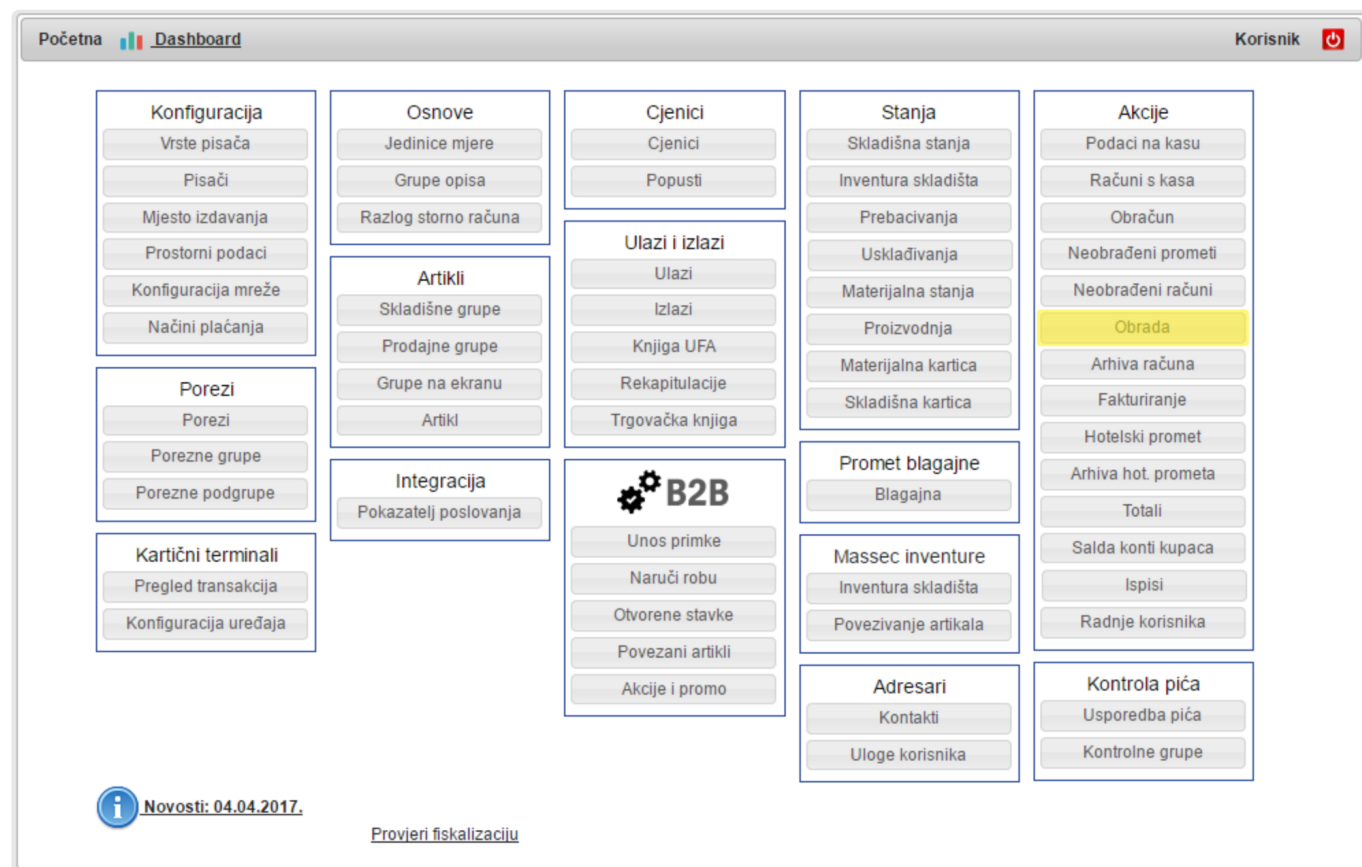 Početna Dashboard Korisnik
Konfiguracija
Vrste pisača
Pisači
Mjesto izdavanja
Prostorni podaci
Konfiguracija mreže
Načini plaćanja
Porezi
Porezi
Porezne grupe
Porezne podgrupe
Kartični terminali
Pregled transakcija
Konfiguracija uređaja
Osnove
Jedinice mjere
Grupe opisa
Razlog storno računa
Artikli
Skladišne grupe
Prodajne grupe
Grupe na ekranu
Artikl
Integracija
Pokazatelj poslovanja
Cjenici
Cjenici
Popusti
Ulazi i izlazi
Ulazi
Izlazi
Knjiga UFA
Rekapitulacije
Trgovačka knjiga
B2B
Unos primke
Naruči robu
Otvorene stavke
Povezani artikli
Akcije i promo
Stanja
Skladišna stanja
Inventura skladišta
Prebacivanja
Usklađivanja
Materijalna stanja
Proizvodnja
Materijalna kartica
Skladišna kartica
Promet blagajne
Blagajna
Massec inventure
Inventura skladišta
Povezivanje artikala
Adresari
Kontakti
Uloge korisnika
Akcije
Podaci na kasu
Računi s kasa
Obračun
Neobrađeni prometi
Neobrađeni računi
Obrada
Arhiva računa
Fakturiranje
Hotelski promet
Arhiva hot. prometa
Totali
Salda konti kupaca
Ispisi
Radnje korisnika
Kontrola pića
Usporedba pića
Kontrolne grupe
Novosti: 04.04.2017.
Provjeri fiskalizaciju